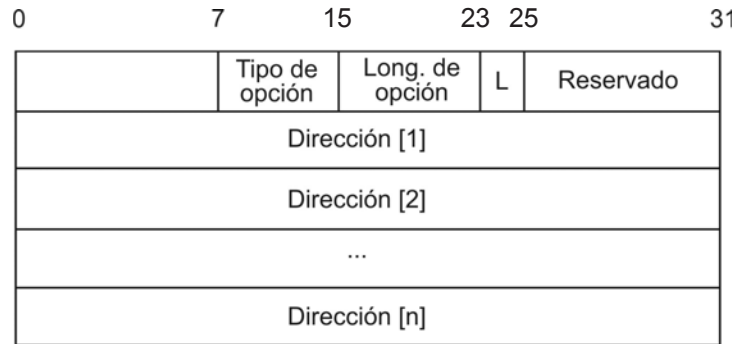 0 7 15 23 25 31
Tipo de opción Long. de opción L Reservado
Dirección [1]
Dirección [2]
...
Dirección [n]